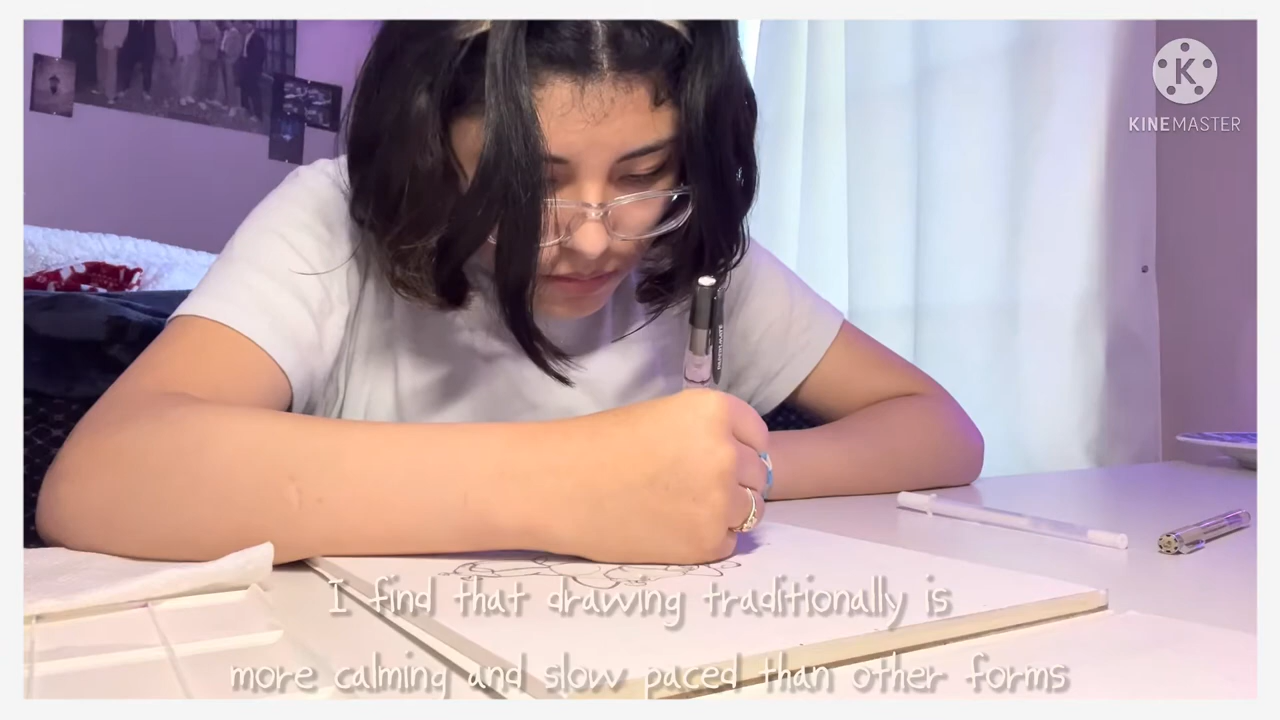 KINEMASTER
I find that drawing traditionally is
more calming and slow paced than other forms